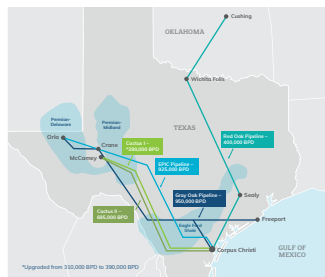 Cushing
OKLAHOMA
Wichita Falls
Permian-
Delaware
Permian-
Midland
TEXAS
Orla
Crane
McCamey
Cactus I –
*390,000 BPD
Red Oak Pipeline –
400,000 BPD
EPIC Pipeline –
925,000 BPD
Gray Oak Pipeline –
950,000 BPD
Sealy
Cactus II –
685,000 BPD
Freeport
Eagle Ford
Shale
Corpus Christi
GULF OF
MEXICO
*Upgraded from 310,000 BPD to 390,000 BPD